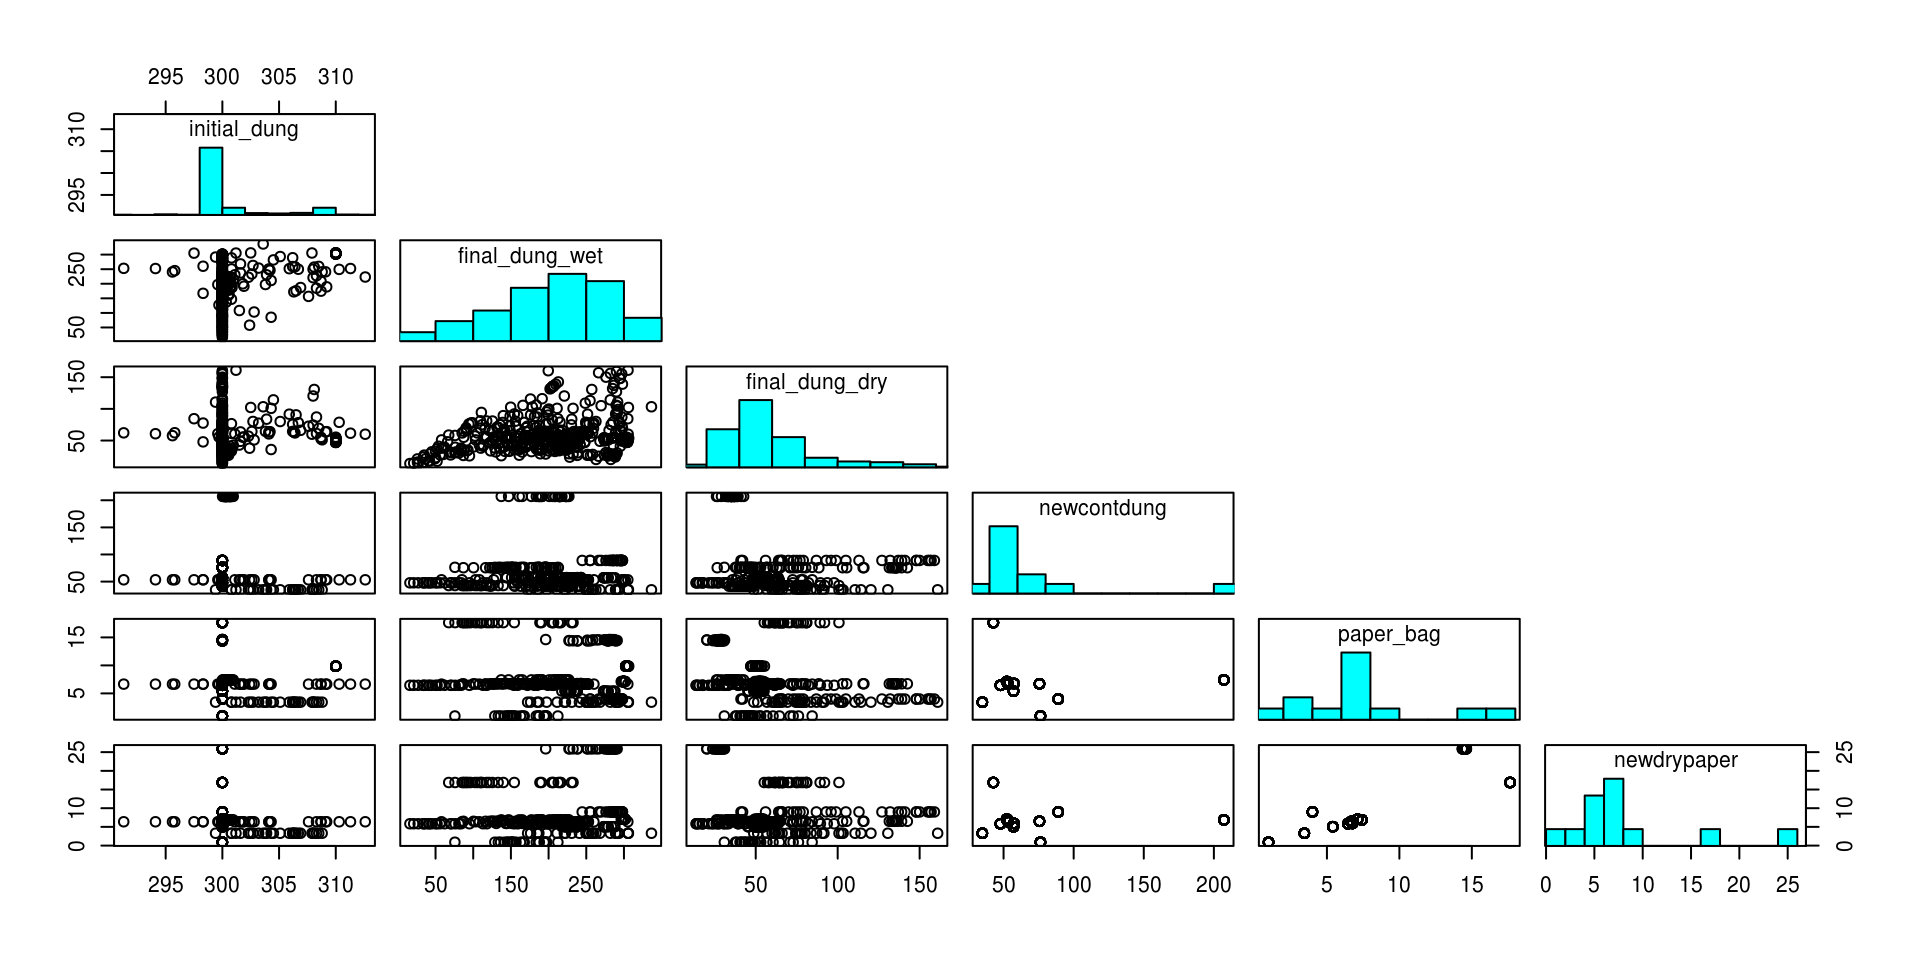 295 300 305 310
initial_dung
295 310
final_dung_wet
50 250
final_dung_dry
50 150
newcontdung
50 150
paper_bag
5 15
newdrypaper
0 10 25
0 10 25
295 300 305 310
50 150 250
50 100 150
50 100 150 200
5 10 15
0 5 10 15 20 25